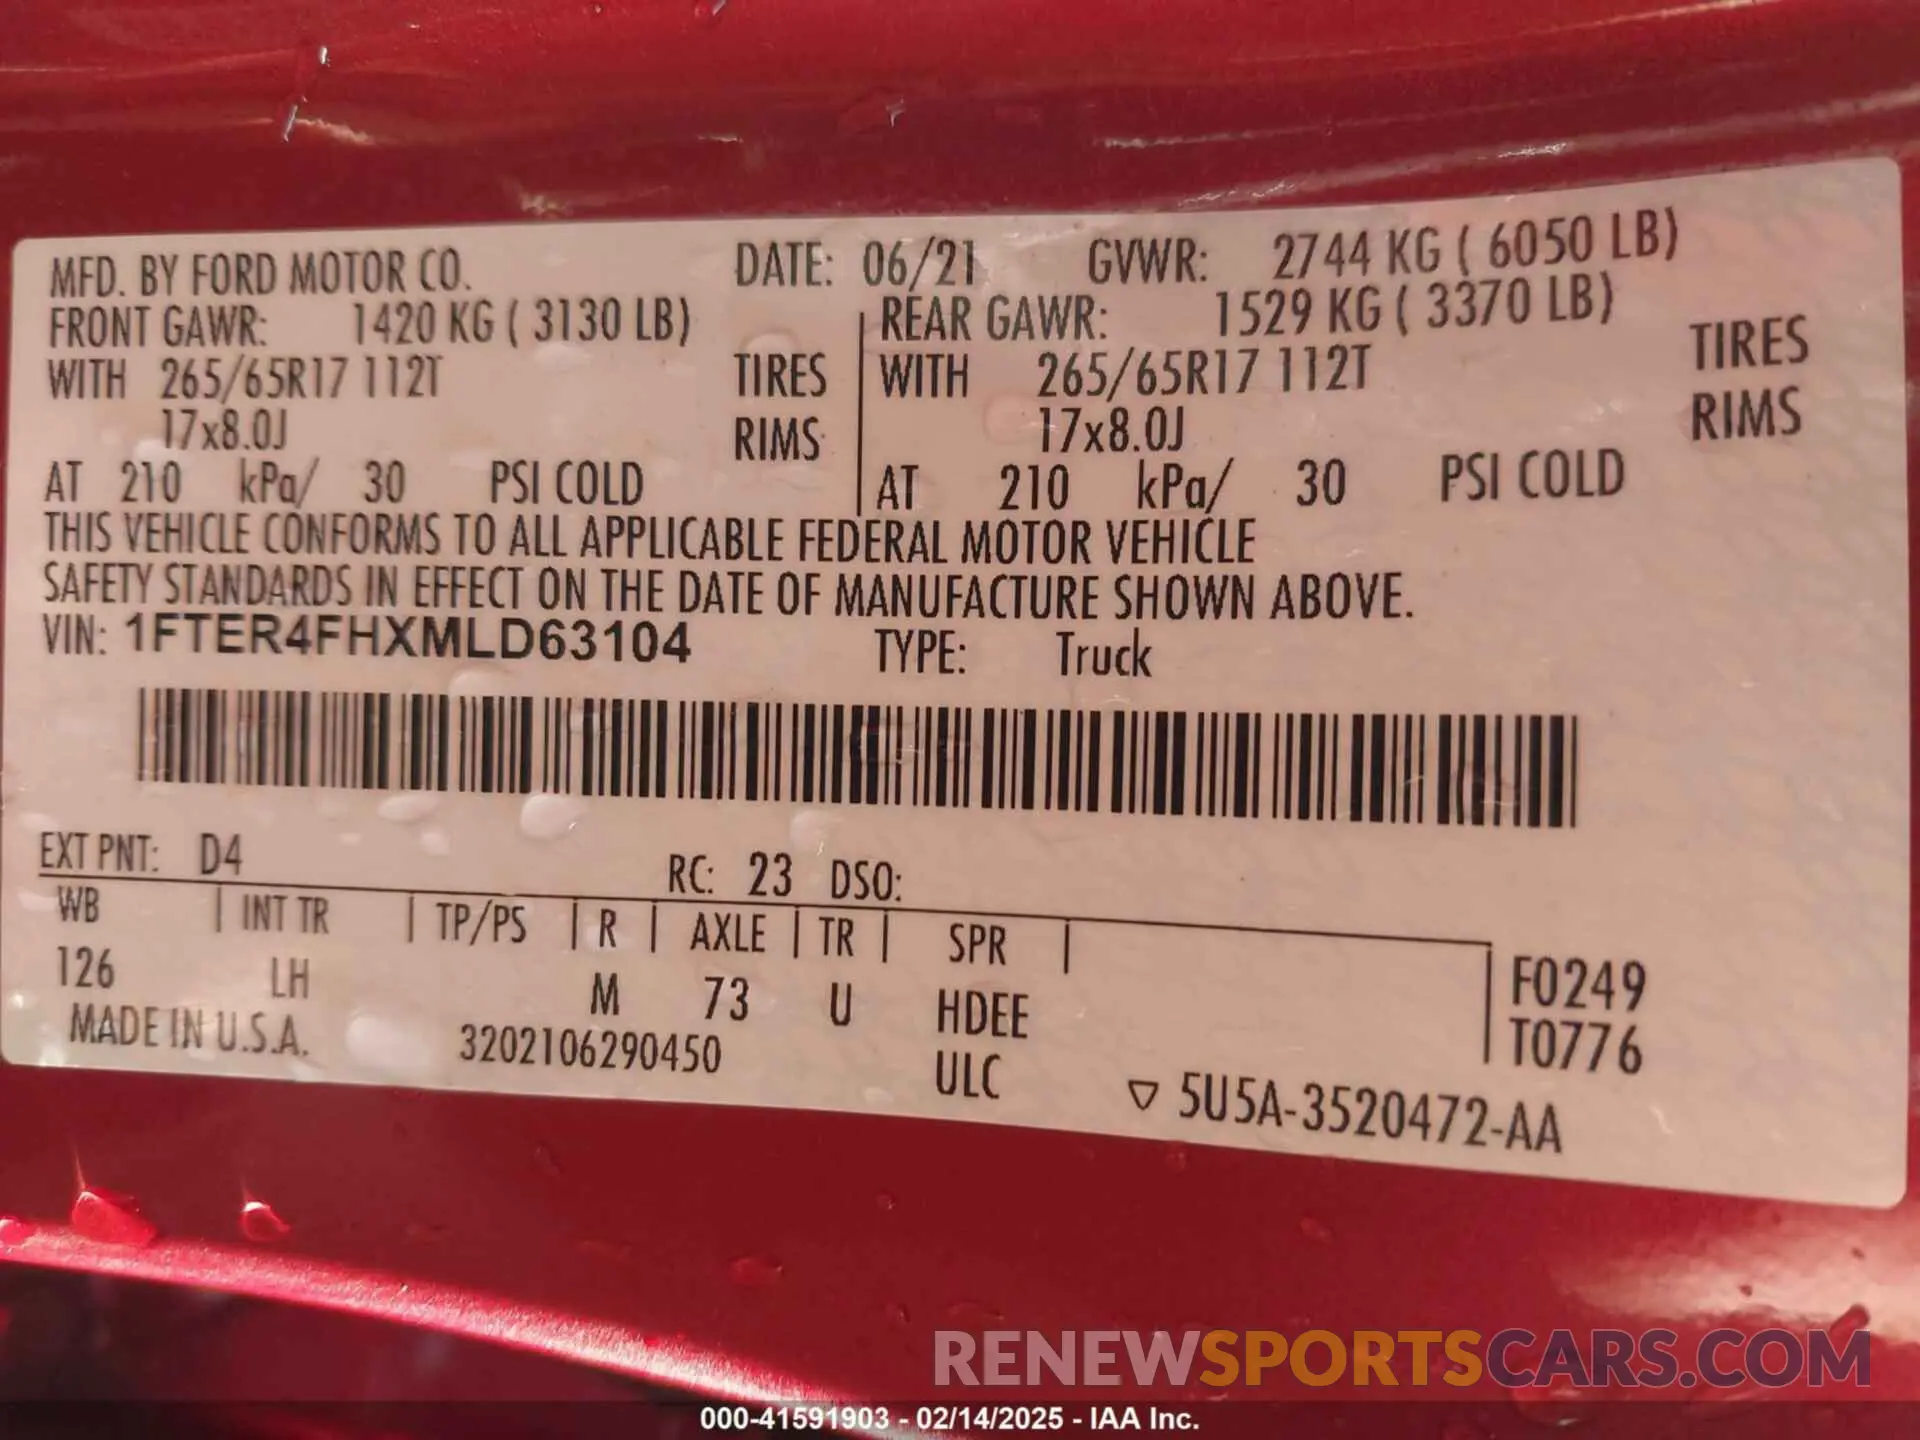 MFD. BY FORD MOTOR CO. DATE: 06/21 GVWR: 2744 KG ( 6050 LB)
FRONT GAWR: 1420 KG ( 3130 LB) REAR GAWR: 1529 KG ( 3370 LB)
WITH 265/65R17 112T TIRES WITH 265/65R17 112T TIRES
17x8.0J RIMS 17x8.0J RIMS
AT 210 kPa/ 30 PSI COLD AT 210 kPa/ 30 PSI COLD
THIS VEHICLE CONFORMS TO ALL APPLICABLE FEDERAL MOTOR VEHICLE
SAFETY STANDARDS IN EFFECT ON THE DATE OF MANUFACTURE SHOWN ABOVE.
VIN: 1FTER4FHXMLD63104 TYPE: Truck
EXT PNT: D4 RC: 23 DSO:
WB | INT TR | TP/PS | R | AXLE | TR | SPR |
126 LH M 73 U HDEE F0249
MADE IN U.S.A. 3202106290450 ULC T0776
▽ 5U5A-3520472-AA
RENEWSPORTSCARS.COM
000-41591903 - 02/14/2025 - IAA Inc.